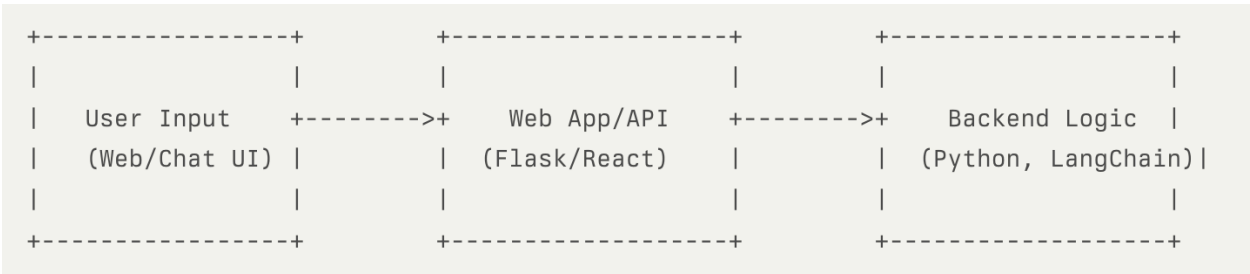 +-----------------+         +-------------------+         +-------------------+
|                 |         |                   |         |                   |
|   User Input    +-------->+    Web App/API    +-------->+    Backend Logic  |
|   (Web/Chat UI) |         |  (Flask/React)    |         |  (Python, LangChain)|
|                 |         |                   |         |                   |
+-----------------+         +-------------------+         +-------------------+